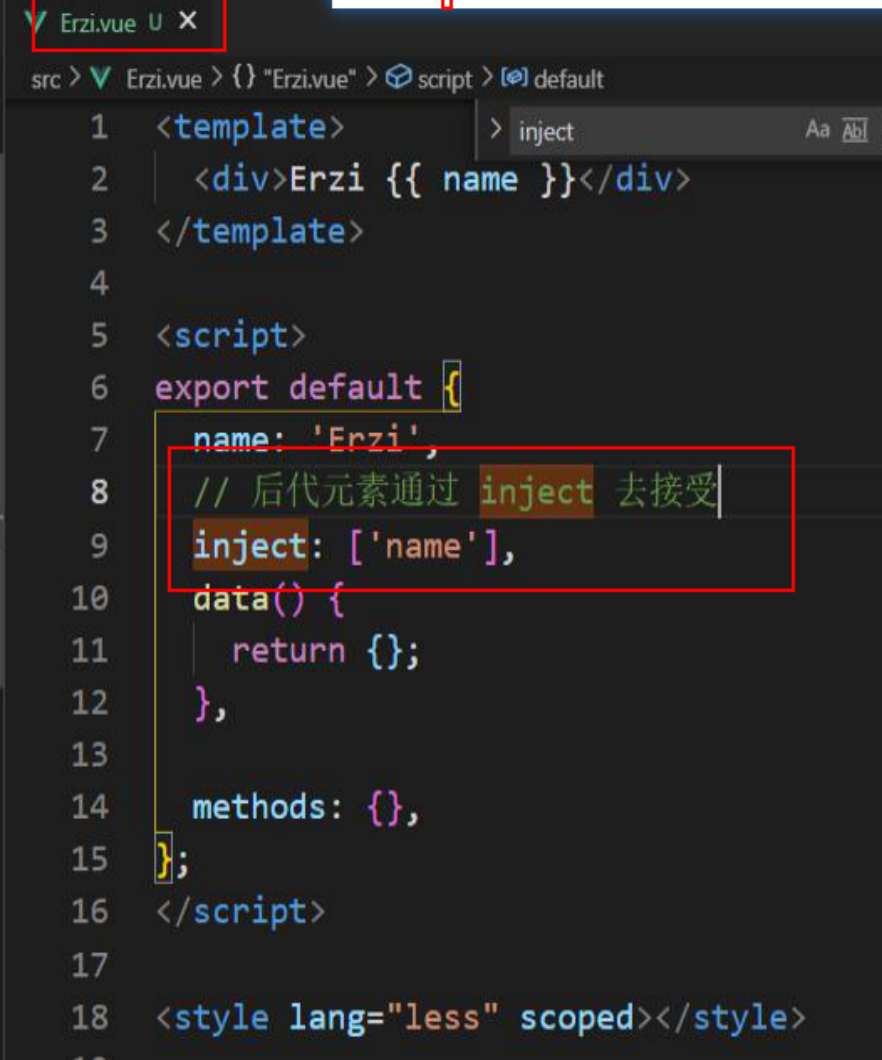 Erzi.vue U ×
src > Erzi.vue > {} "Erzi.vue" > script > default
> inject Aa Abl
1 <template>
2 <div>Erzi {{ name }}</div>
3 </template>
4
5 <script>
6 export default {
7 name: 'Erzi',
8 // 后代元素通过 inject 去接受
9 inject: ['name'],
10 data() {
11 return {};
12 },
13
14 methods: {},
15 };
16 </script>
17
18 <style lang="less" scoped></style>